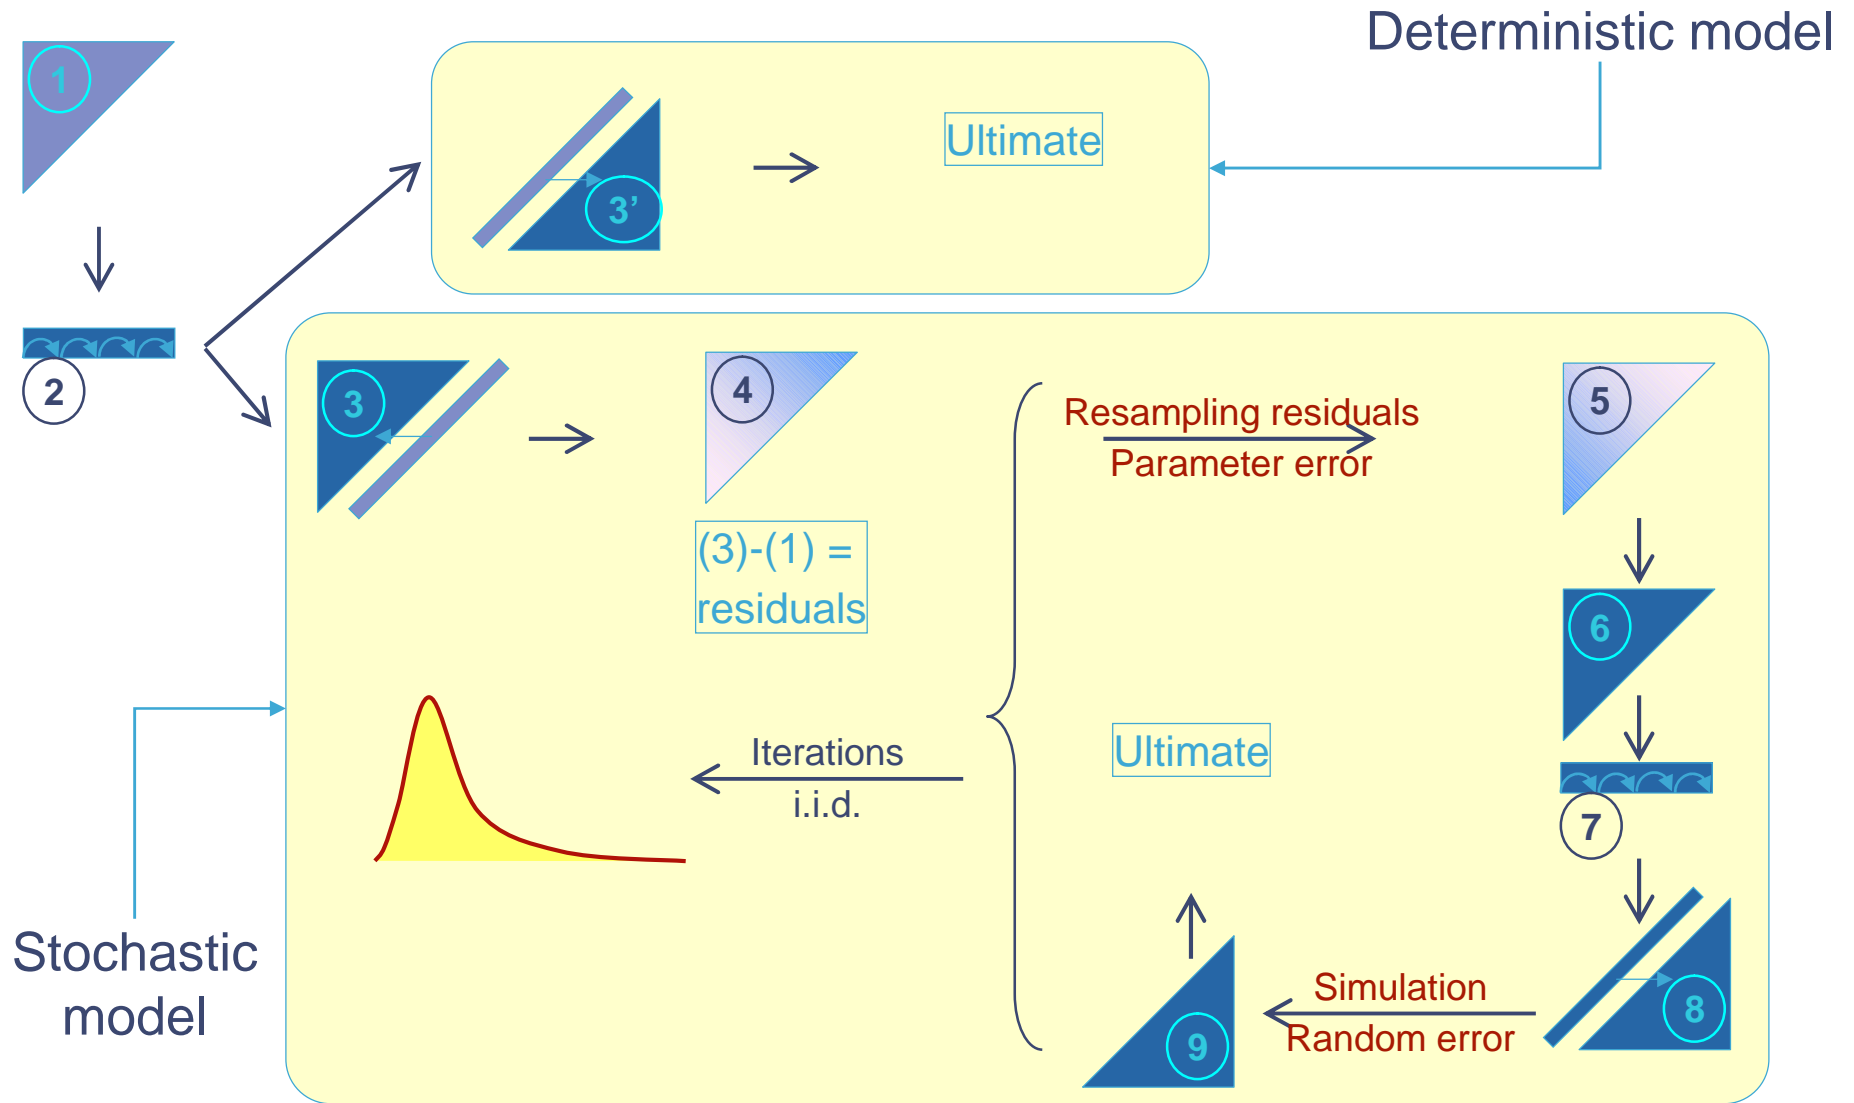 Deterministic model
1
Ultimate
3’
2
3
4
Resampling residuals
Parameter error
5
(3)-(1) =
residuals
6
Iterations
i.i.d.
Ultimate
7
Stochastic
model
Simulation
Random error
8
9